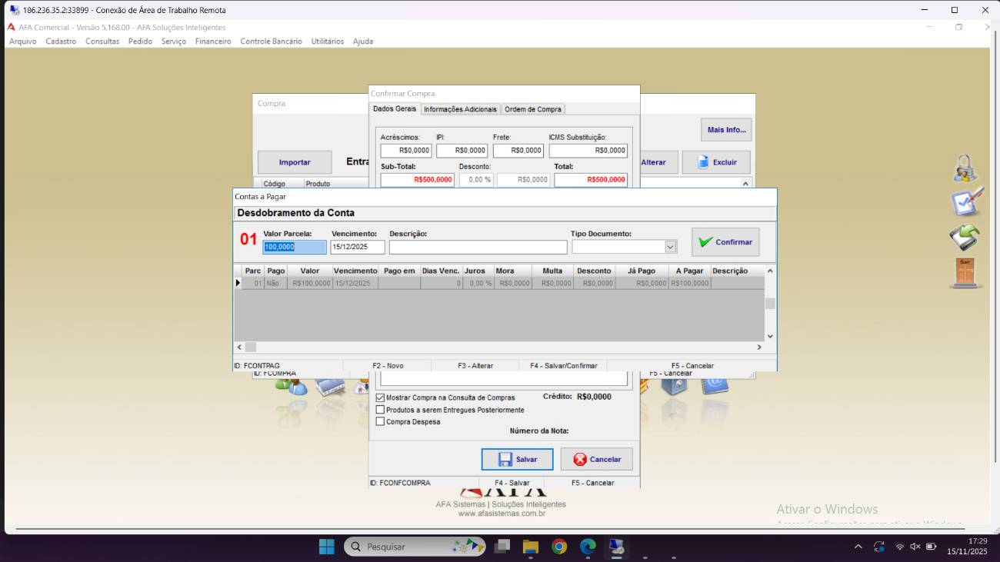 186.236.35.2:33899 - Conexão de Área de Trabalho Remota
AFA Comercial - Versão 5.168.00 - AFA Soluções Inteligentes
Arquivo Cadastro Consultas Pedido Serviço Financeiro Controle Bancário Utilitários Ajuda
Compra
Mais Info...
Importar
Entra
Alterar
Excluir
Código Produto
Confirmar Compra
Dados Gerais Informações Adicionais Ordem de Compra
Acréscimos: IPI: Frete: ICMS Substituição:
R$0,0000 R$0,0000 R$0,0000 R$0,0000
Sub-Total: Desconto: Total:
R$500,0000 0,00 % R$0,0000 R$500,0000
Contas a Pagar
Desdobramento da Conta
01 Valor Parcela: Vencimento: Descrição: Tipo Documento:
100,0000 15/12/2025 Confirmar
Parc Pago Valor Vencimento Pago em Dias Venc. Juros Mora Multa Desconto Já Pago A Pagar Descrição
01 Não R$100,0000 15/12/2025 0 0,00 % R$0,0000 R$0,0000 R$0,0000 R$0,0000 R$100,0000
ID: FCONTPAG F2 - Novo F3 - Alterar F4 - Salvar/Confirmar F5 - Cancelar
ID: FCOMPRA F5 - Cancelar
Mostrar Compra na Consulta de Compras Crédito: R$0,0000
Produtos a serem Entregues Posteriormente
Compra Despesa
Número da Nota:
Salvar Cancelar
ID: FCONFCOMPRA F4 - Salvar F5 - Cancelar
AFA
AFA Sistemas | Soluções Inteligentes
www.afasistemas.com.br
Sair
Ativar o Windows
Acesse Configurações para ativar o Windows.
Pesquisar
17:29
15/11/2025